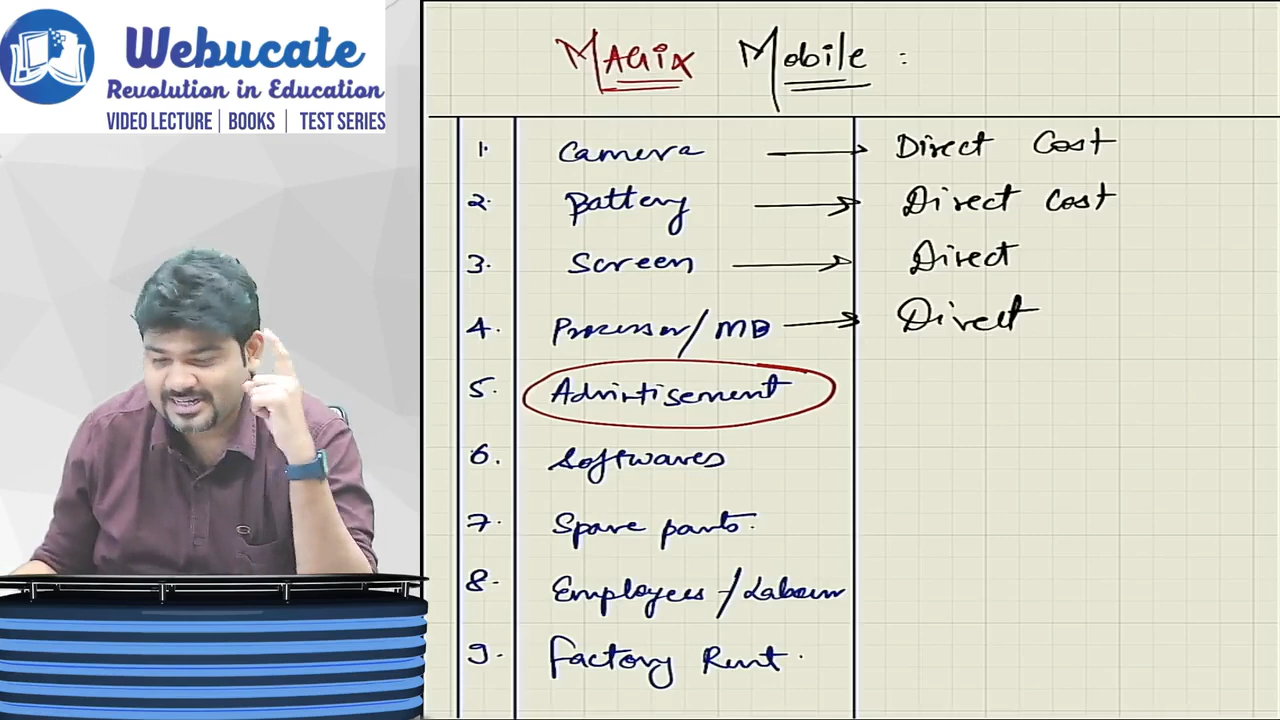 Webucate
Revolution in Education
VIDEO LECTURE | BOOKS | TEST SERIES
MAGix Mobile :
1. Camera → Direct Cost
2. Battery → Direct Cost
3. Screen → Direct
4. Processor/MB → Direct
5. Advirtisement
6. Softwares
7. Spare parts.
8. Employees/Labour
9. Factory Rent.